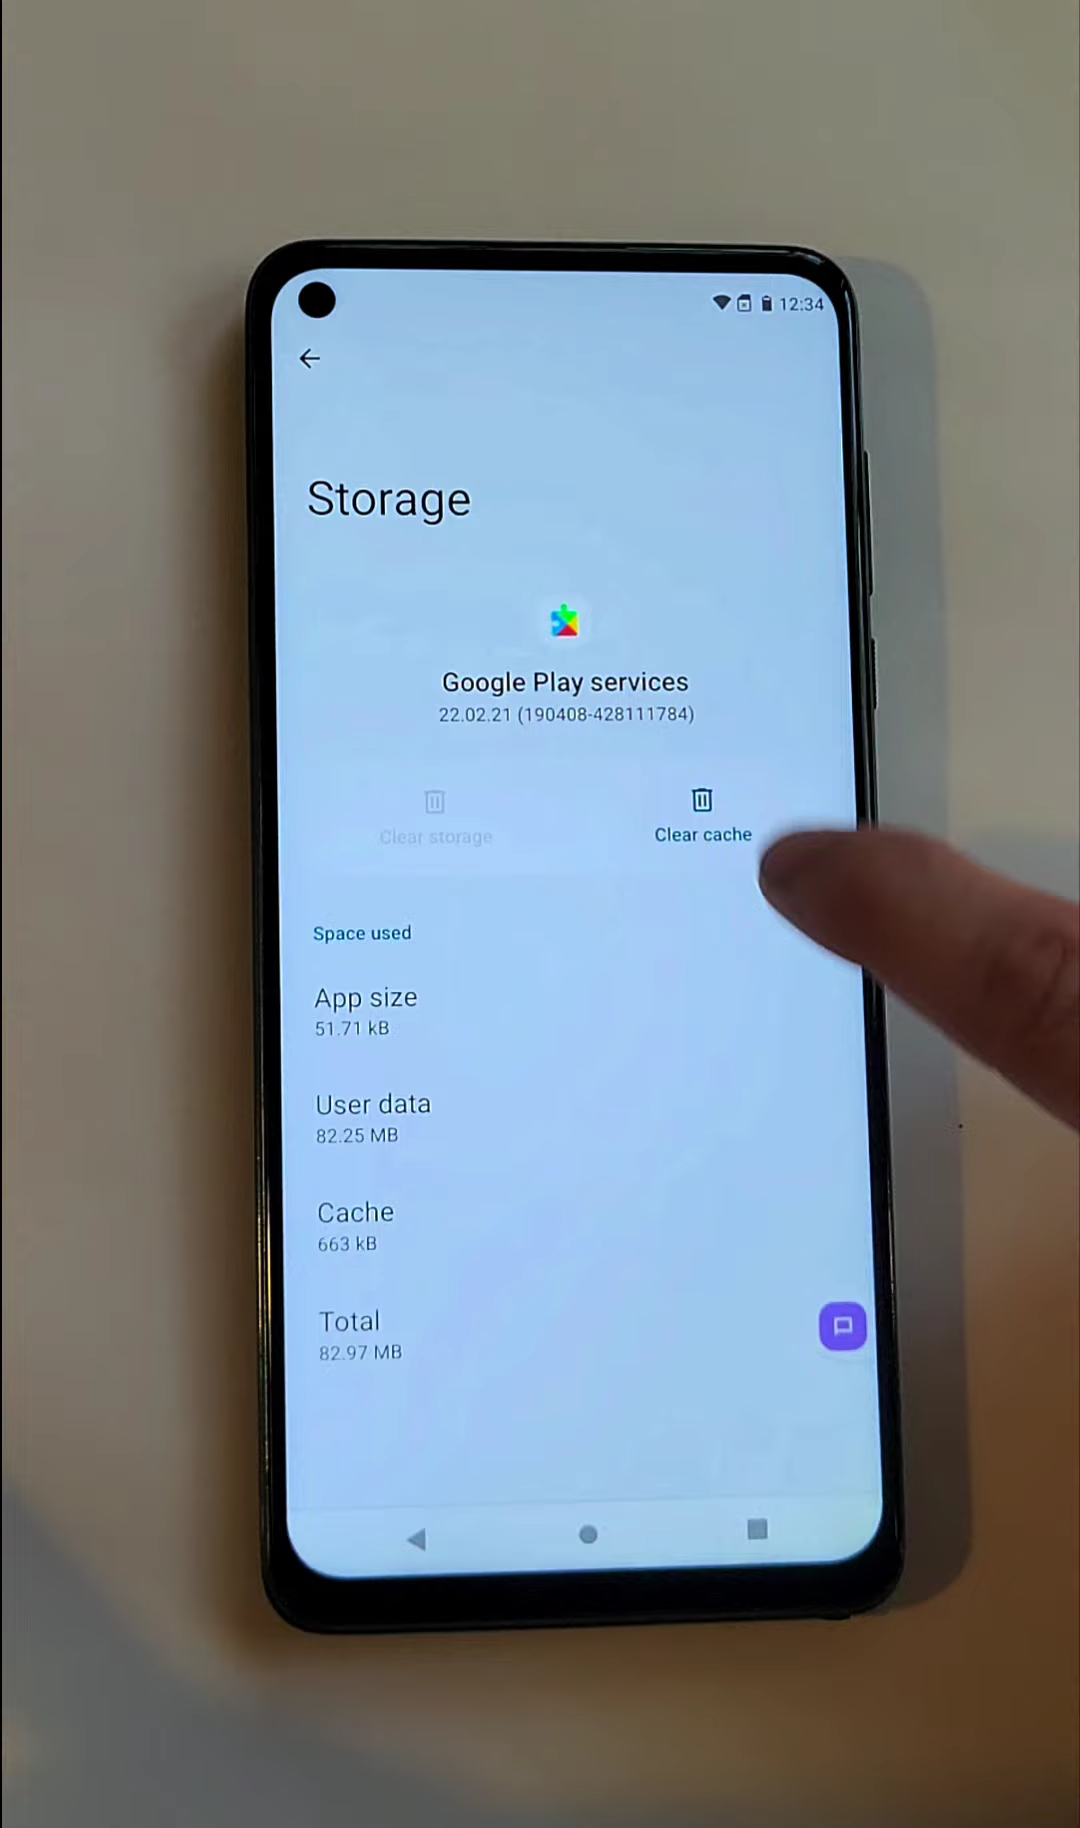 12:34
Storage
Google Play services
22.02.21 (190408-428111784)
Clear storage
Clear cache
Space used
App size
51.71 kB
User data
82.25 MB
Cache
663 kB
Total
82.97 MB